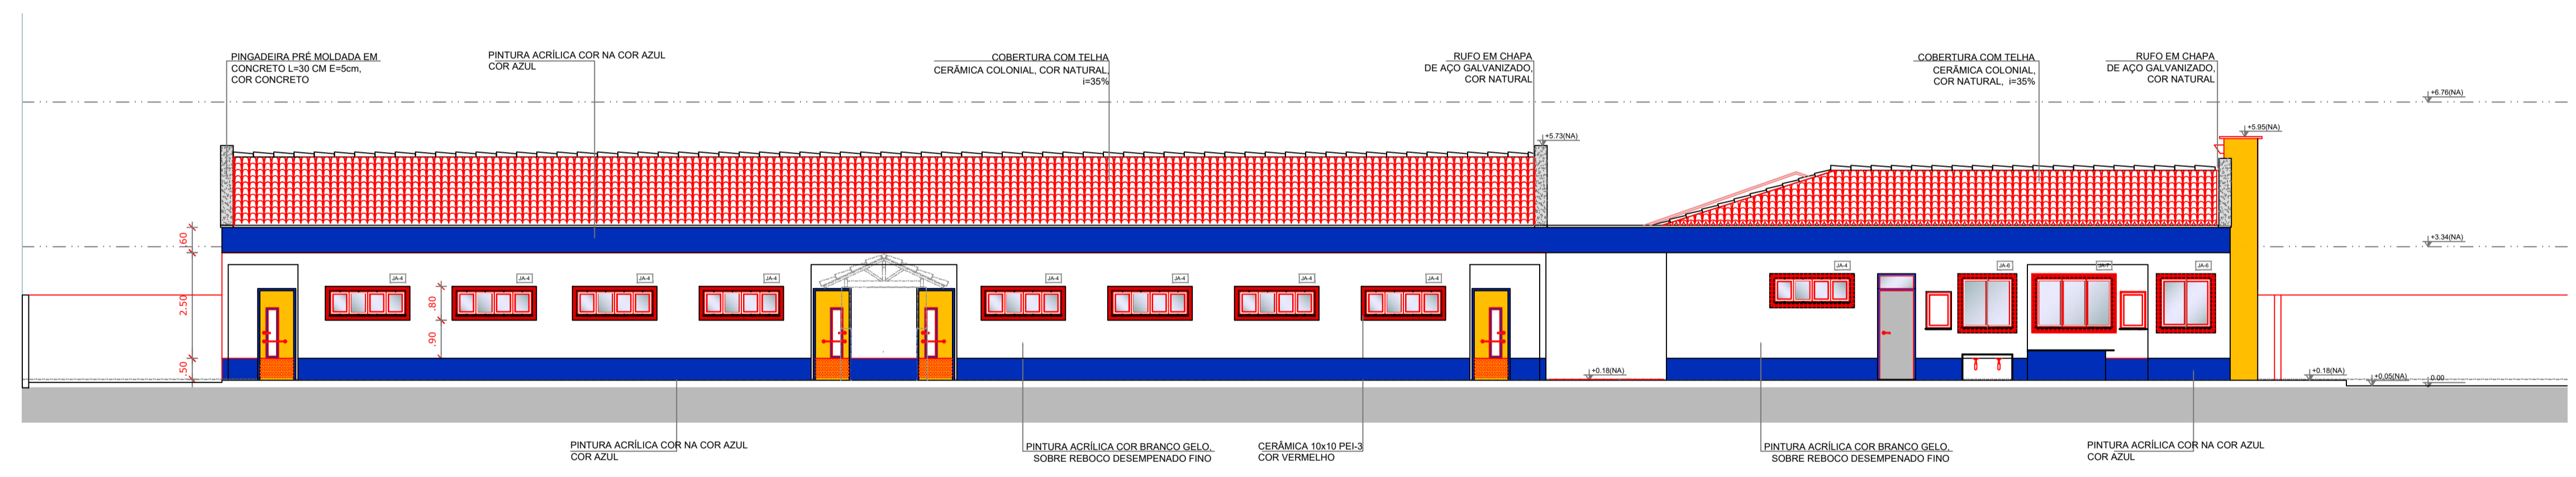 PINGADEIRA PRÉ MOLDADA EM
CONCRETO L=30 CM E=5cm,
COR CONCRETO
PINTURA ACRÍLICA COR NA COR AZUL
COR AZUL
COBERTURA COM TELHA
CERÂMICA COLONIAL, COR NATURAL,
i=35%
RUFO EM CHAPA
DE AÇO GALVANIZADO,
COR NATURAL
COBERTURA COM TELHA
CERÂMICA COLONIAL,
COR NATURAL, i=35%
RUFO EM CHAPA
DE AÇO GALVANIZADO,
COR NATURAL
+6.76(NA)
+5.95(NA)
+5.73(NA)
+3.34(NA)
.60
2.50
.50
.80
.90
JA-4
JA-4
JA-4
JA-4
JA-4
JA-4
JA-4
JA-4
JA-4
JA-6
JA-7
JA-6
+0.18(NA)
+0.18(NA)
+0.05(NA)
0.00
PINTURA ACRÍLICA COR NA COR AZUL
COR AZUL
PINTURA ACRÍLICA COR BRANCO GELO,
SOBRE REBOCO DESEMPENADO FINO
CERÂMICA 10x10 PEI-3
COR VERMELHO
PINTURA ACRÍLICA COR BRANCO GELO,
SOBRE REBOCO DESEMPENADO FINO
PINTURA ACRÍLICA COR NA COR AZUL
COR AZUL